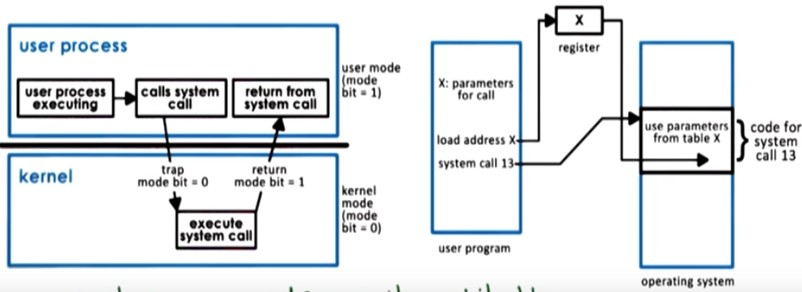 user process
user process
executing
calls system
call
return from
system call
user mode
(mode
bit = 1)
kernel
trap
mode bit = 0
return
mode bit = 1
execute
system call
kernel
mode
(mode
bit = 0)
X
register
X: parameters
for call
load address X
system call 13
user program
use parameters
from table X
code for
system
call 13
operating system